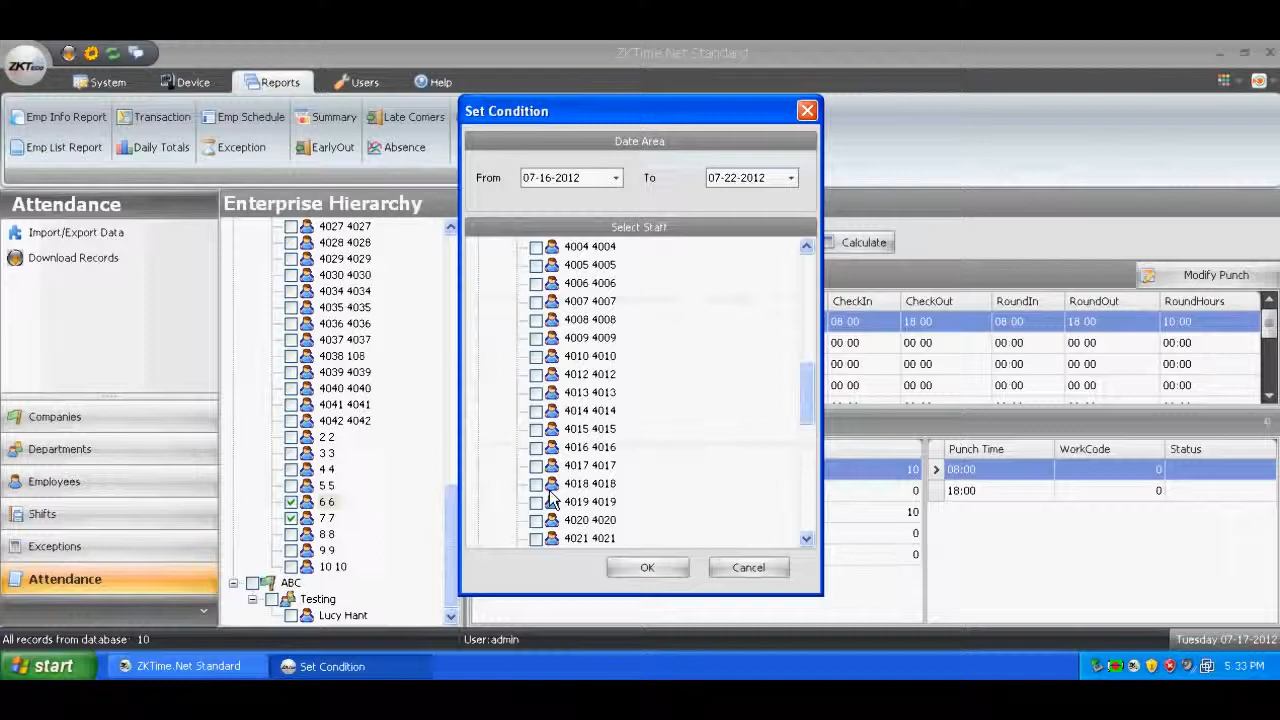 ZKTime.Net Standard
ZKTeco
System Device Reports Users Help
Emp Info Report Transaction Emp Schedule Summary Late Comers
Emp List Report Daily Totals Exception EarlyOut Absence
Attendance
Import/Export Data
Download Records
Companies
Departments
Employees
Shifts
Exceptions
Attendance
Enterprise Hierarchy
4027 4027
4028 4028
4029 4029
4030 4030
4034 4034
4035 4035
4036 4036
4037 4037
4038 108
4039 4039
4040 4040
4041 4041
4042 4042
2 2
3 3
4 4
5 5
6 6
7 7
8 8
9 9
10 10
ABC
Testing
Lucy Hant
Set Condition
Date Area
From 07-16-2012 To 07-22-2012
Select Staff
4004 4004
4005 4005
4006 4006
4007 4007
4008 4008
4009 4009
4010 4010
4012 4012
4013 4013
4014 4014
4015 4015
4016 4016
4017 4017
4018 4018
4019 4019
4020 4020
4021 4021
OK Cancel
Calculate
Modify Punch
CheckIn CheckOut RoundIn RoundOut RoundHours
08 00 18 00 08 00 18 00 10:00
00 00 00 00 00 00 00 00 00:00
00 00 00 00 00 00 00 00 00:00
00 00 00 00 00 00 00 00 00:00
10
0
10
0
0
Punch Time WorkCode Status
08:00 0
18:00 0
All records from database: 10 User:admin Tuesday 07-17-2012
start ZKTime.Net Standard Set Condition 5:33 PM